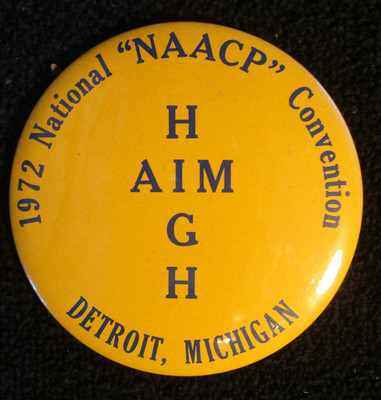 1972 National "NAACP" Convention
H
AIM
G
H
DETROIT, MICHIGAN